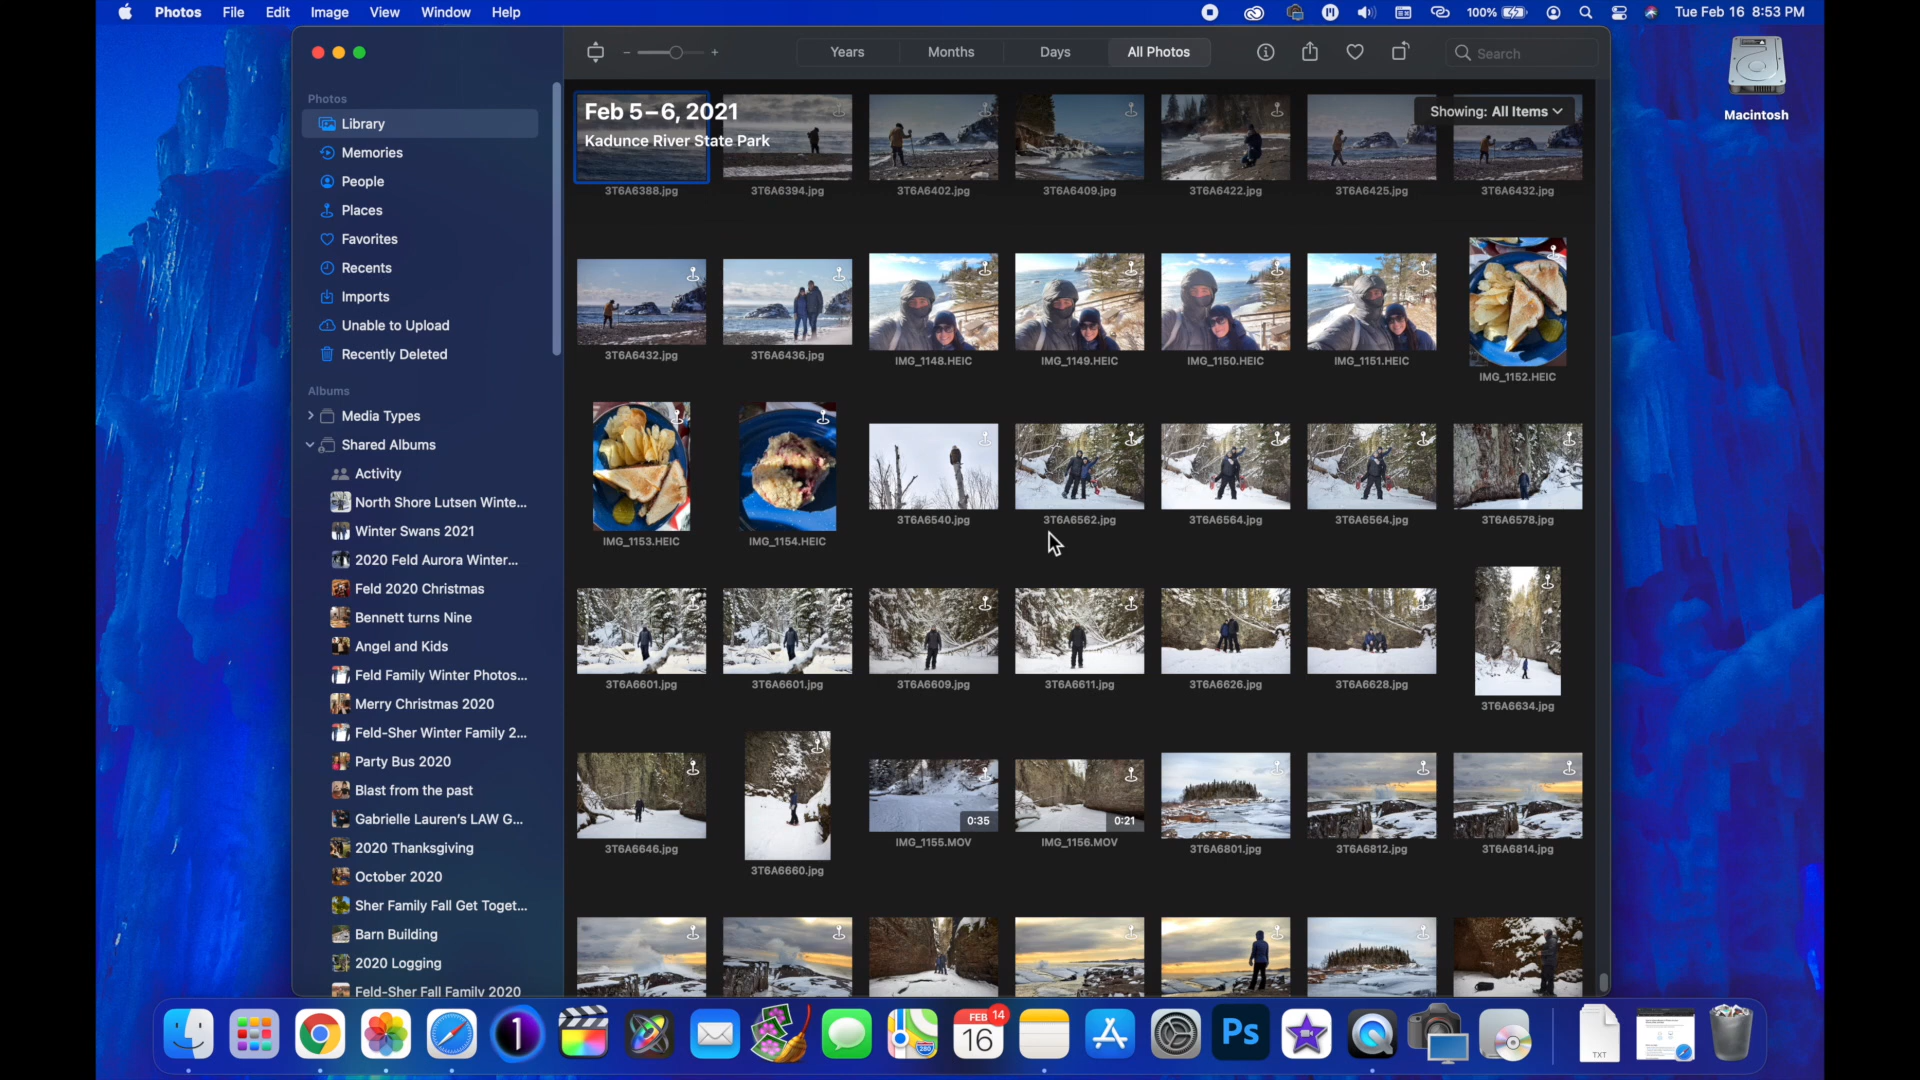 Photos File Edit Image View Window Help
100% Tue Feb 16 8:53 PM
Years Months Days All Photos Search
Macintosh
Photos
Library
Memories
People
Places
Favorites
Recents
Imports
Unable to Upload
Recently Deleted
Albums
Media Types
Shared Albums
Activity
North Shore Lutsen Winte...
Winter Swans 2021
2020 Feld Aurora Winter...
Feld 2020 Christmas
Bennett turns Nine
Angel and Kids
Feld Family Winter Photos...
Merry Christmas 2020
Feld-Sher Winter Family 2...
Party Bus 2020
Blast from the past
Gabrielle Lauren's LAW G...
2020 Thanksgiving
October 2020
Sher Family Fall Get Toget...
Barn Building
2020 Logging
Feld-Sher Fall Family 2020
Feb 5–6, 2021
Kadunce River State Park
Showing: All Items
3T6A6388.jpg 3T6A6394.jpg 3T6A6402.jpg 3T6A6409.jpg 3T6A6422.jpg 3T6A6425.jpg 3T6A6432.jpg
3T6A6432.jpg 3T6A6436.jpg IMG_1148.HEIC IMG_1149.HEIC IMG_1150.HEIC IMG_1151.HEIC IMG_1152.HEIC
IMG_1153.HEIC IMG_1154.HEIC 3T6A6540.jpg 3T6A6562.jpg 3T6A6564.jpg 3T6A6564.jpg 3T6A6578.jpg
3T6A6601.jpg 3T6A6601.jpg 3T6A6609.jpg 3T6A6611.jpg 3T6A6626.jpg 3T6A6628.jpg 3T6A6634.jpg
0:35 0:21
3T6A6646.jpg 3T6A6660.jpg IMG_1155.MOV IMG_1156.MOV 3T6A6801.jpg 3T6A6812.jpg 3T6A6814.jpg
1
280
FEB 14
16
Ps
TXT